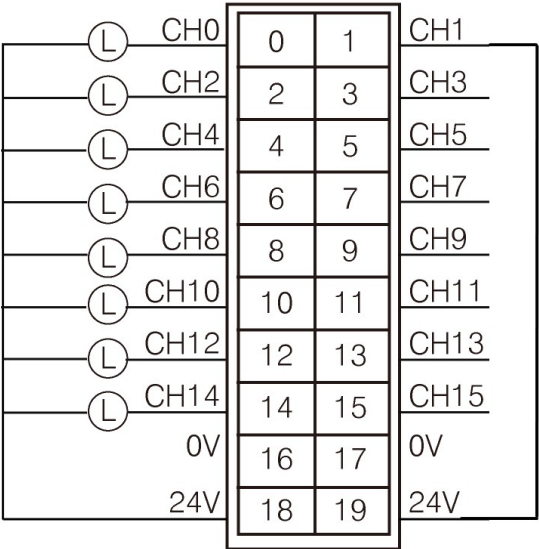 L CH0 0 1 CH1
L CH2 2 3 CH3
L CH4 4 5 CH5
L CH6 6 7 CH7
L CH8 8 9 CH9
L CH10 10 11 CH11
L CH12 12 13 CH13
L CH14 14 15 CH15
0V 16 17 0V
24V 18 19 24V